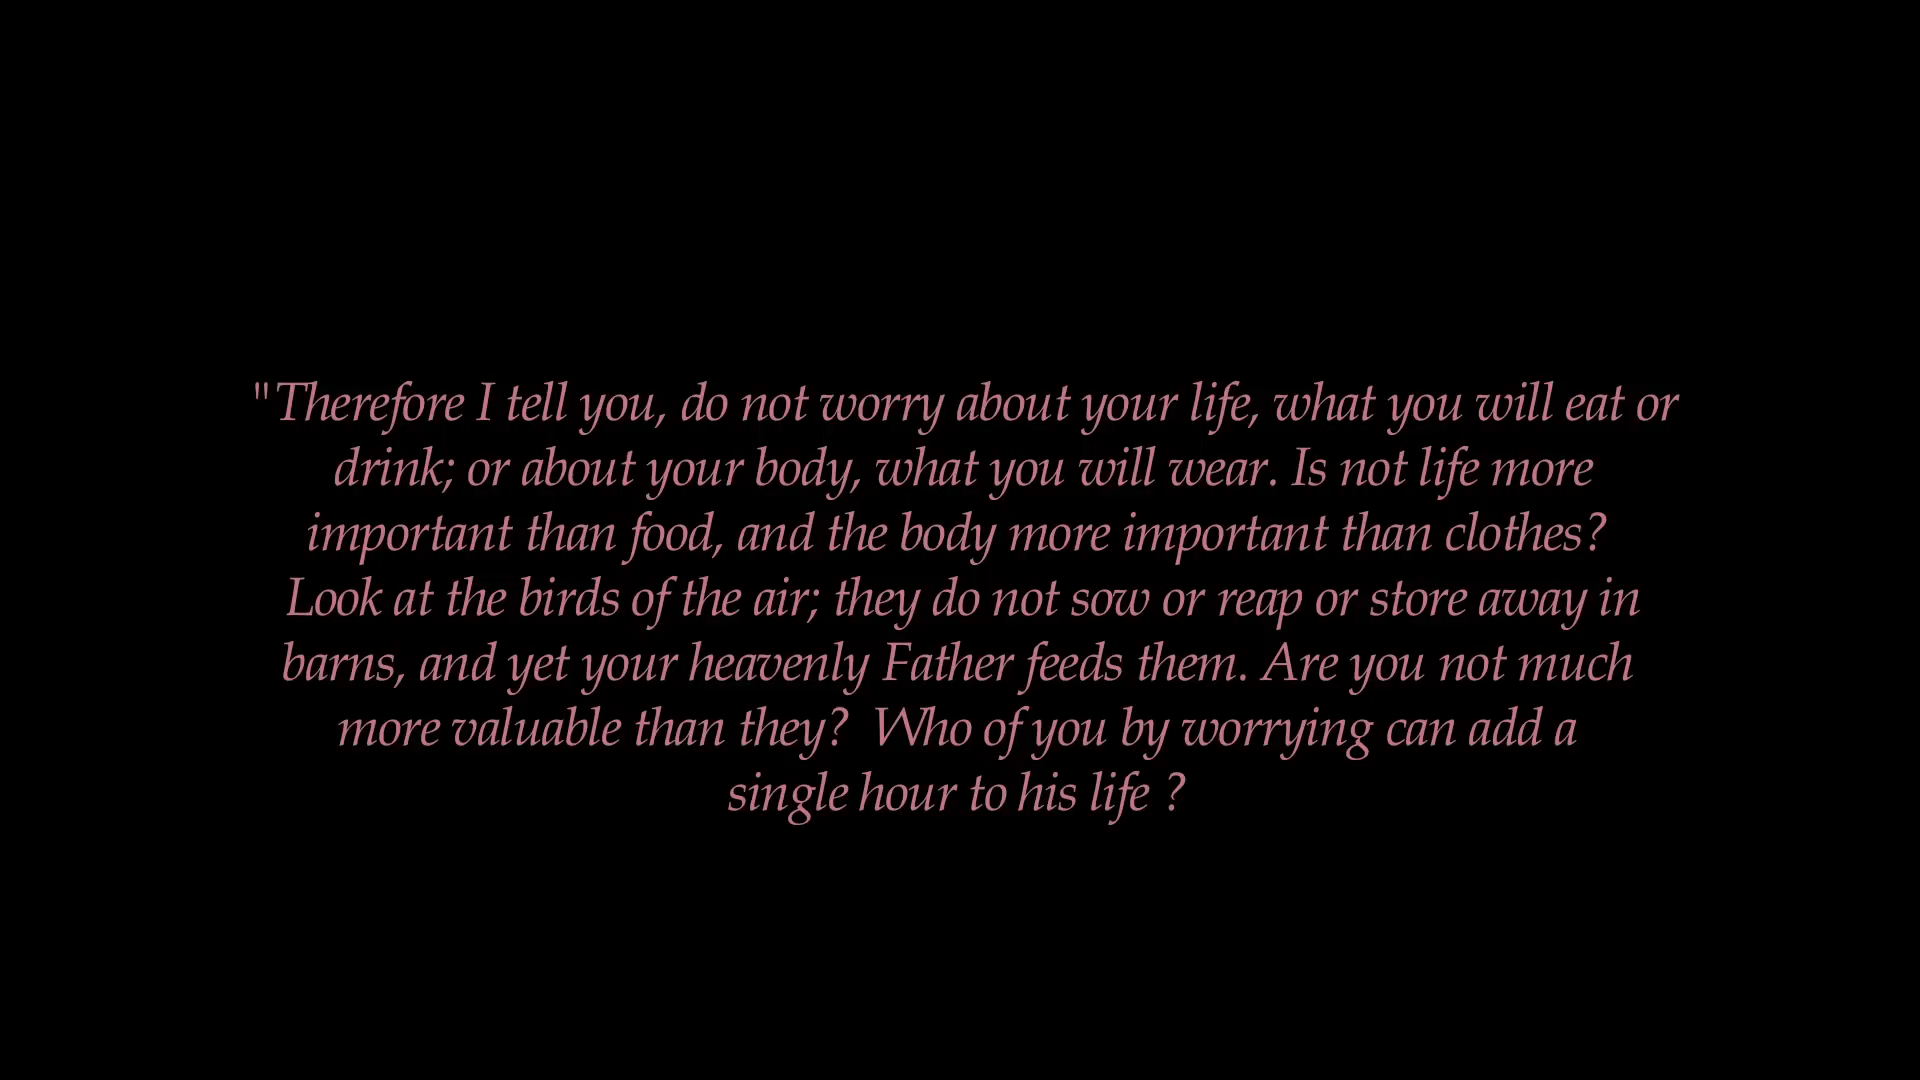 "Therefore I tell you, do not worry about your life, what you will eat or
drink; or about your body, what you will wear. Is not life more
important than food, and the body more important than clothes?
Look at the birds of the air; they do not sow or reap or store away in
barns, and yet your heavenly Father feeds them. Are you not much
more valuable than they?  Who of you by worrying can add a
single hour to his life ?